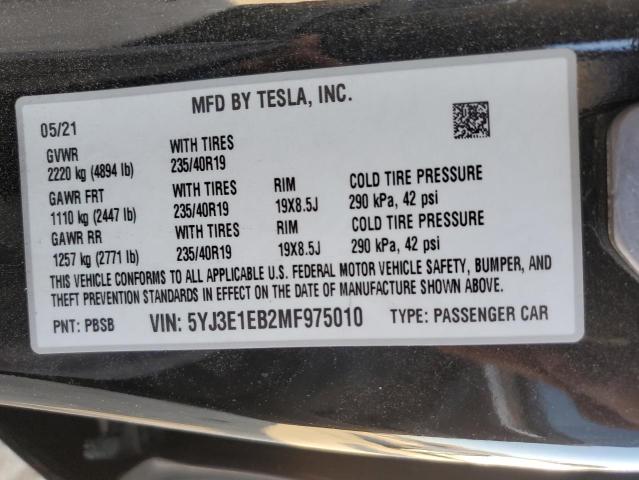 MFD BY TESLA, INC.
05/21
GVWR WITH TIRES
2220 kg (4894 lb) 235/40R19
GAWR FRT WITH TIRES RIM COLD TIRE PRESSURE
1110 kg (2447 lb) 235/40R19 19X8.5J 290 kPa, 42 psi
GAWR RR WITH TIRES RIM COLD TIRE PRESSURE
1257 kg (2771 lb) 235/40R19 19X8.5J 290 kPa, 42 psi
THIS VEHICLE CONFORMS TO ALL APPLICABLE U.S. FEDERAL MOTOR VEHICLE SAFETY, BUMPER, AND
THEFT PREVENTION STANDARDS IN EFFECT ON THE DATE OF MANUFACTURE SHOWN ABOVE.
PNT: PBSB VIN: 5YJ3E1EB2MF975010 TYPE: PASSENGER CAR